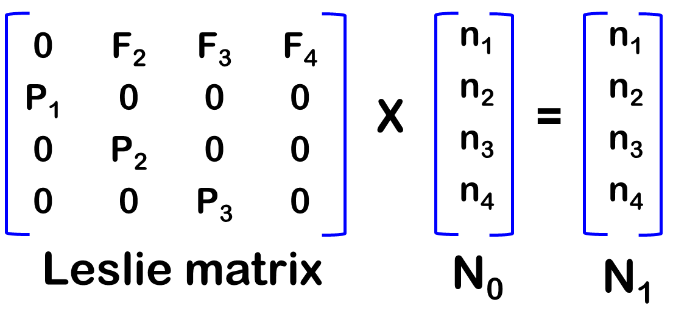 0 F₂ F₃ F₄ n₁ n₁
P₁ 0 0 0 n₂ n₂
0 P₂ 0 0 X n₃ = n₃
0 0 P₃ 0 n₄ n₄
Leslie matrix N₀ N₁